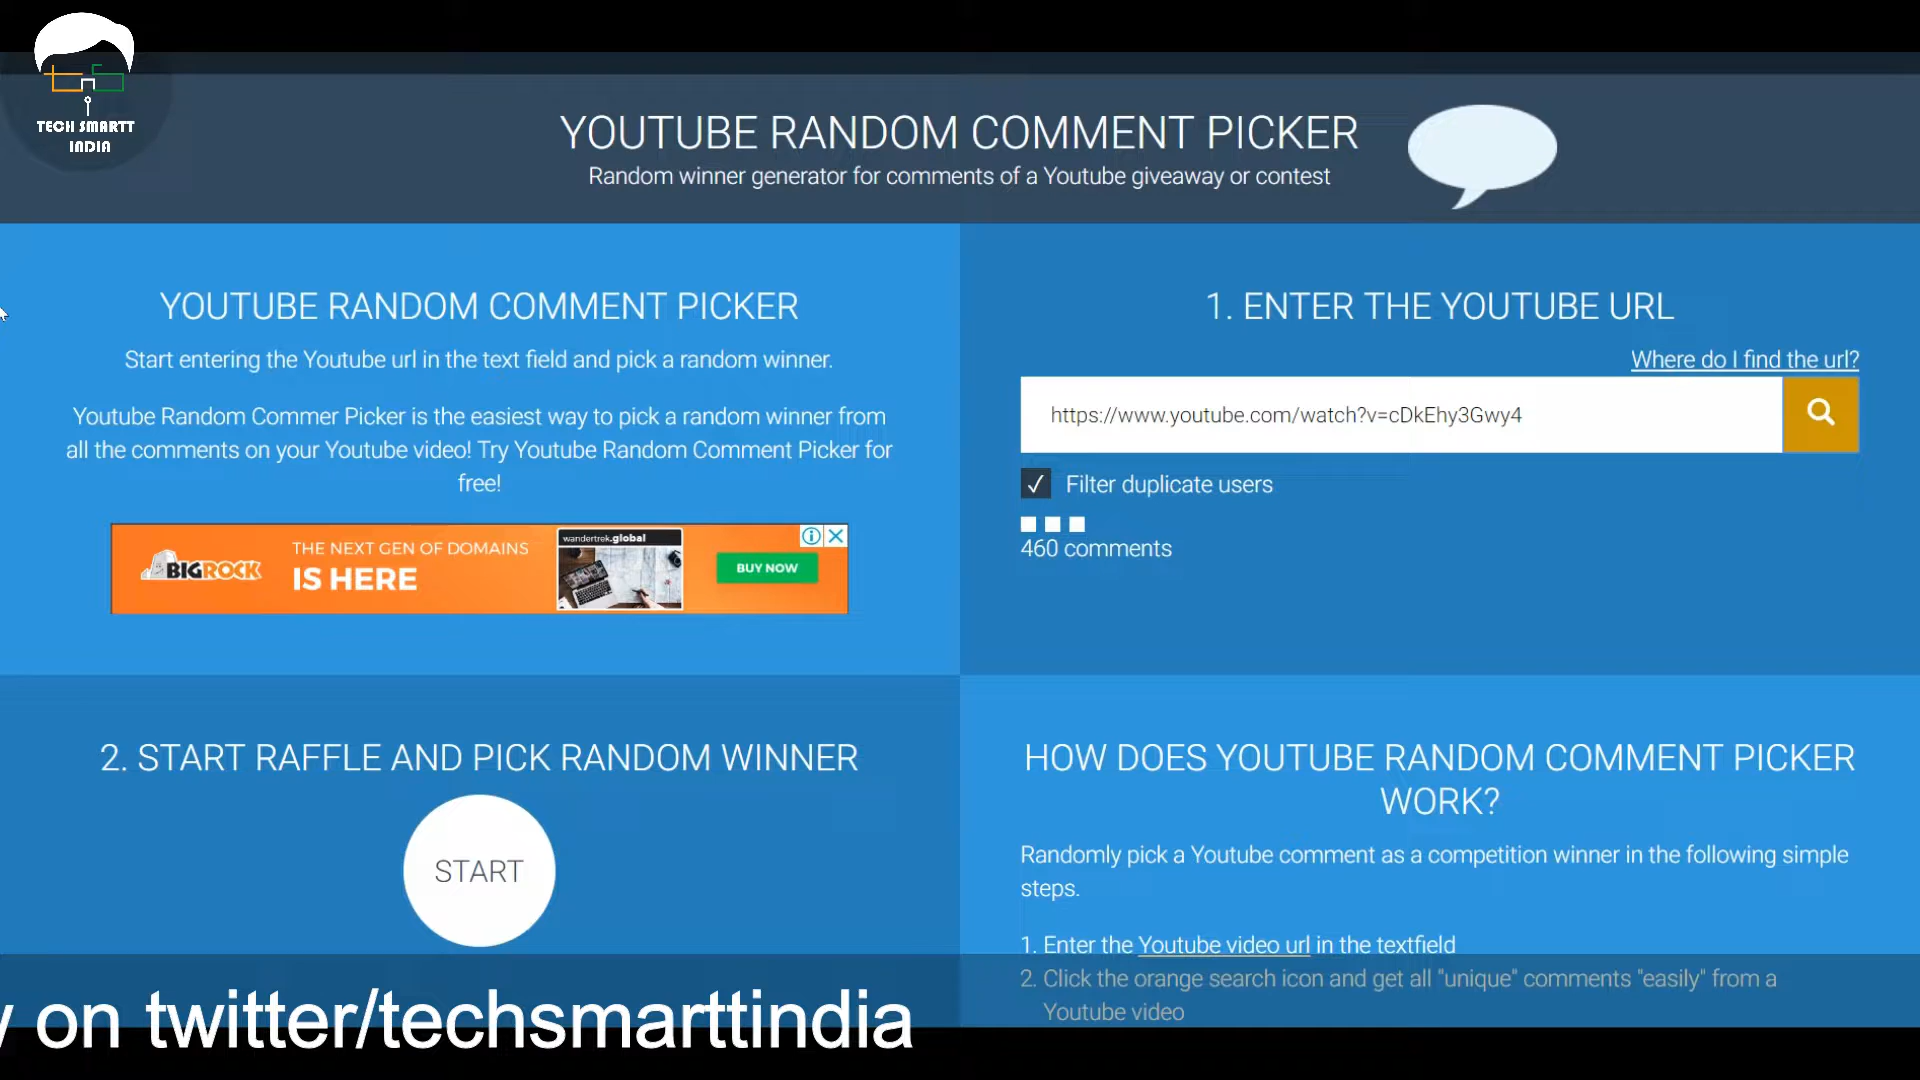 TECH SMARTT
INDIA
YOUTUBE RANDOM COMMENT PICKER
Random winner generator for comments of a Youtube giveaway or contest
YOUTUBE RANDOM COMMENT PICKER
Start entering the Youtube url in the text field and pick a random winner.
Youtube Random Commer Picker is the easiest way to pick a random winner from
all the comments on your Youtube video! Try Youtube Random Comment Picker for
free!
BIGROCK
THE NEXT GEN OF DOMAINS
IS HERE
wandertrek.global
BUY NOW
1. ENTER THE YOUTUBE URL
Where do I find the url?
https://www.youtube.com/watch?v=cDkEhy3Gwy4
Filter duplicate users
460 comments
2. START RAFFLE AND PICK RANDOM WINNER
START
HOW DOES YOUTUBE RANDOM COMMENT PICKER
WORK?
Randomly pick a Youtube comment as a competition winner in the following simple
steps.
1. Enter the Youtube video url in the textfield
2. Click the orange search icon and get all "unique" comments "easily" from a
Youtube video
on twitter/techsmarttindia